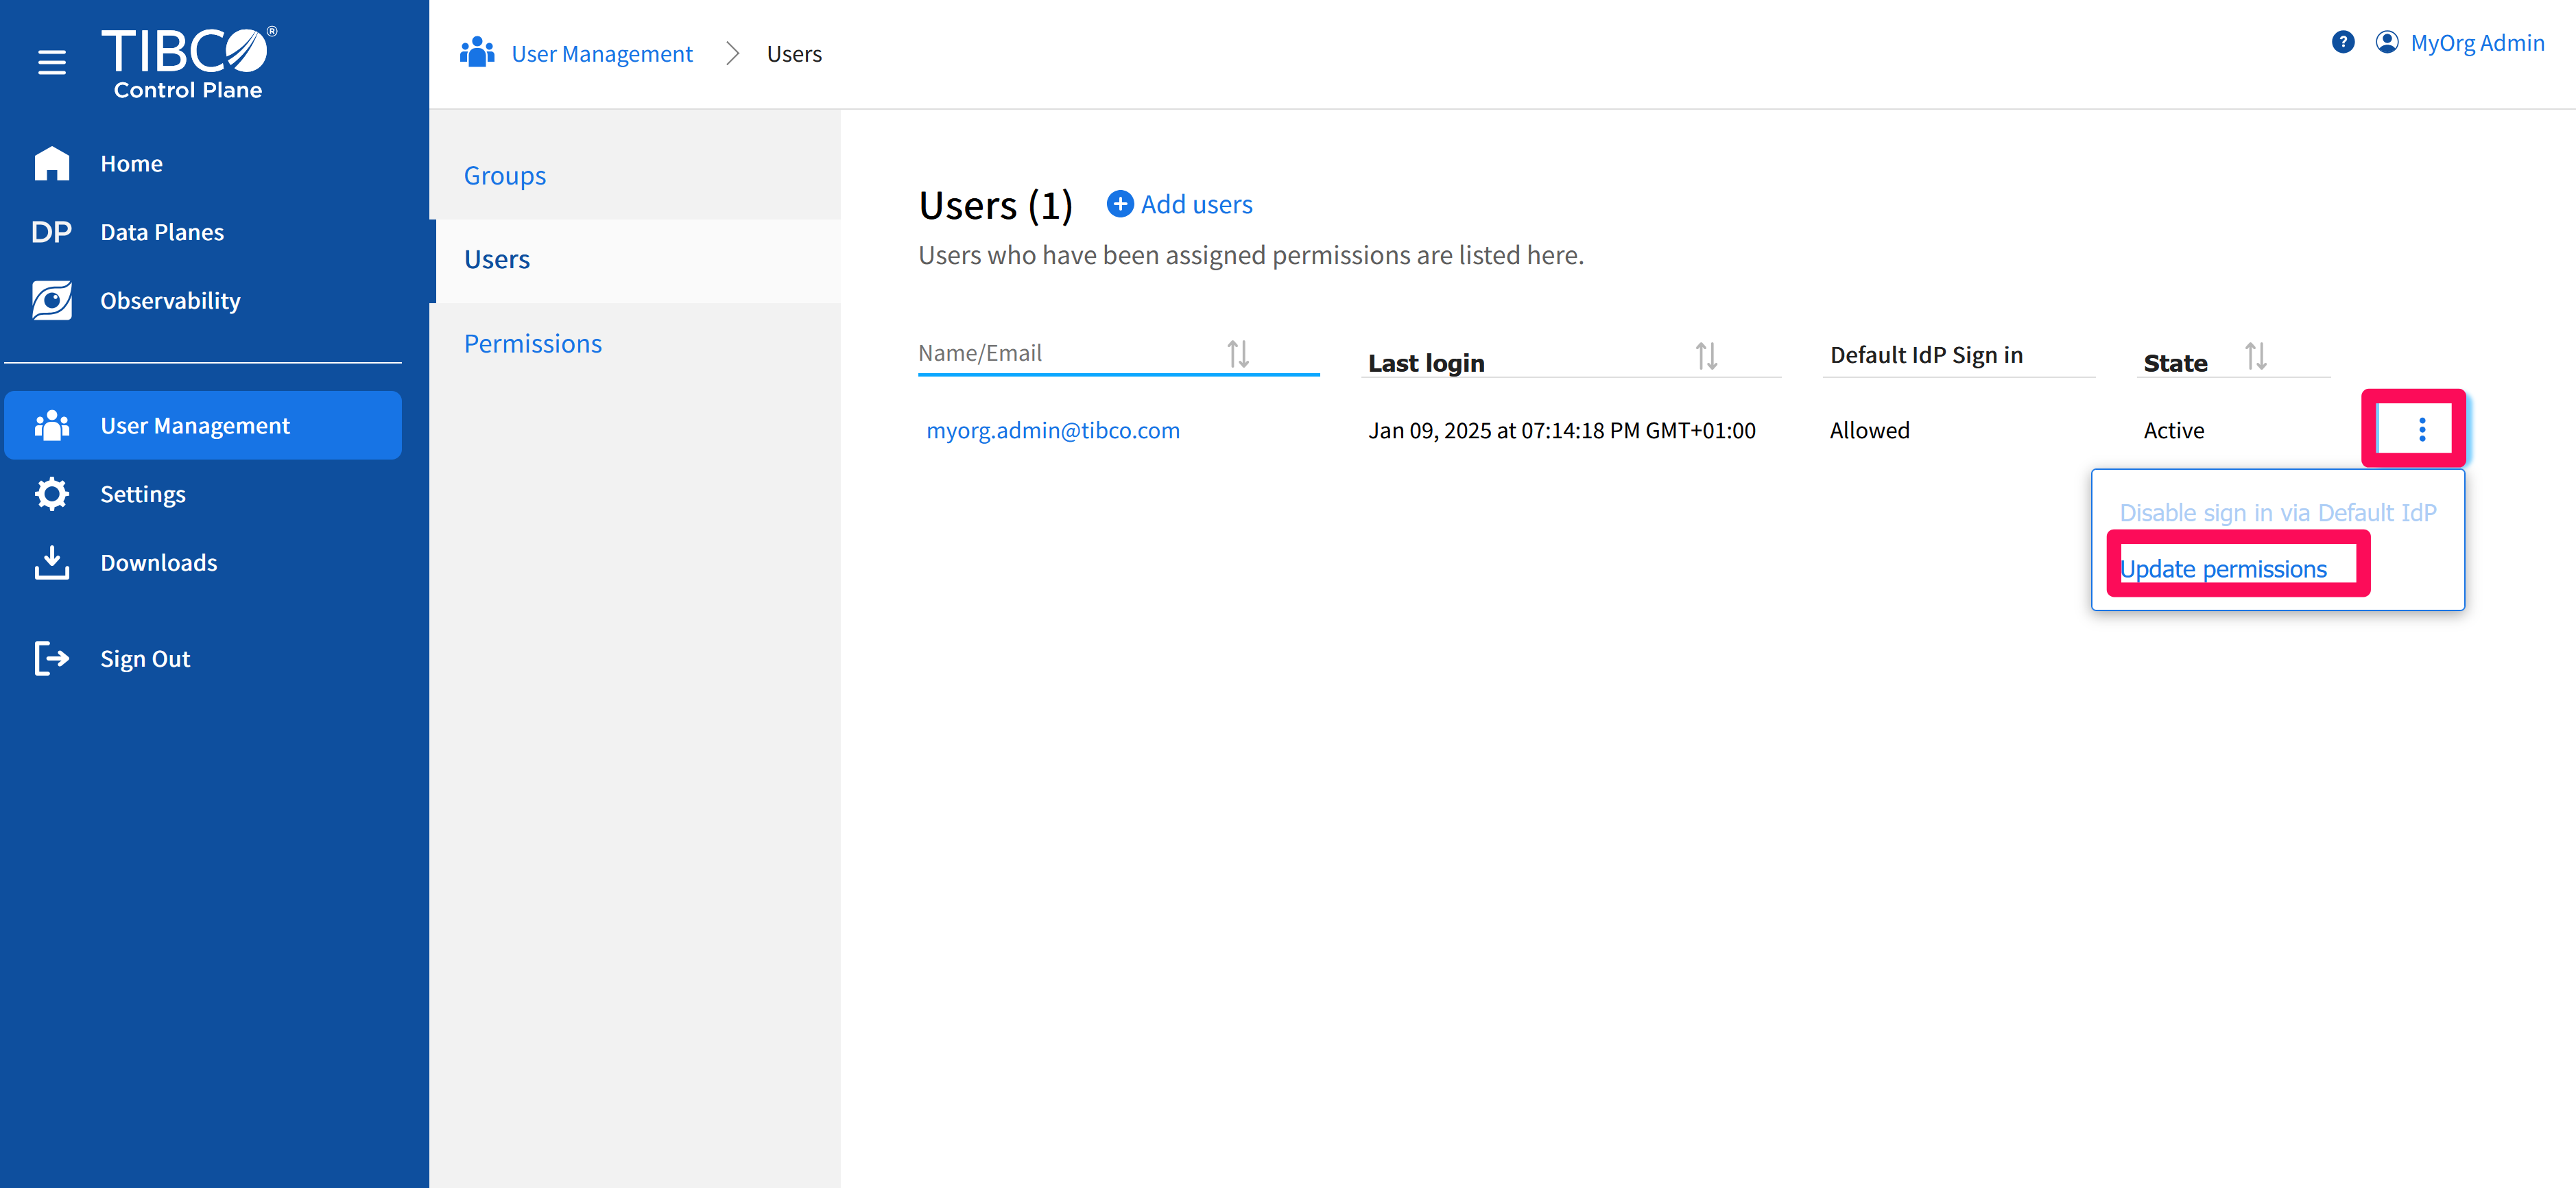 TIBCO®
Control Plane
Home
DP Data Planes
Observability
User Management
Settings
Downloads
Sign Out
User Management Users
? MyOrg Admin
Groups
Users
Permissions
Users (1) Add users
Users who have been assigned permissions are listed here.
Name/Email Last login Default IdP Sign in State
myorg.admin@tibco.com Jan 09, 2025 at 07:14:18 PM GMT+01:00 Allowed Active
Disable sign in via Default IdP
Update permissions